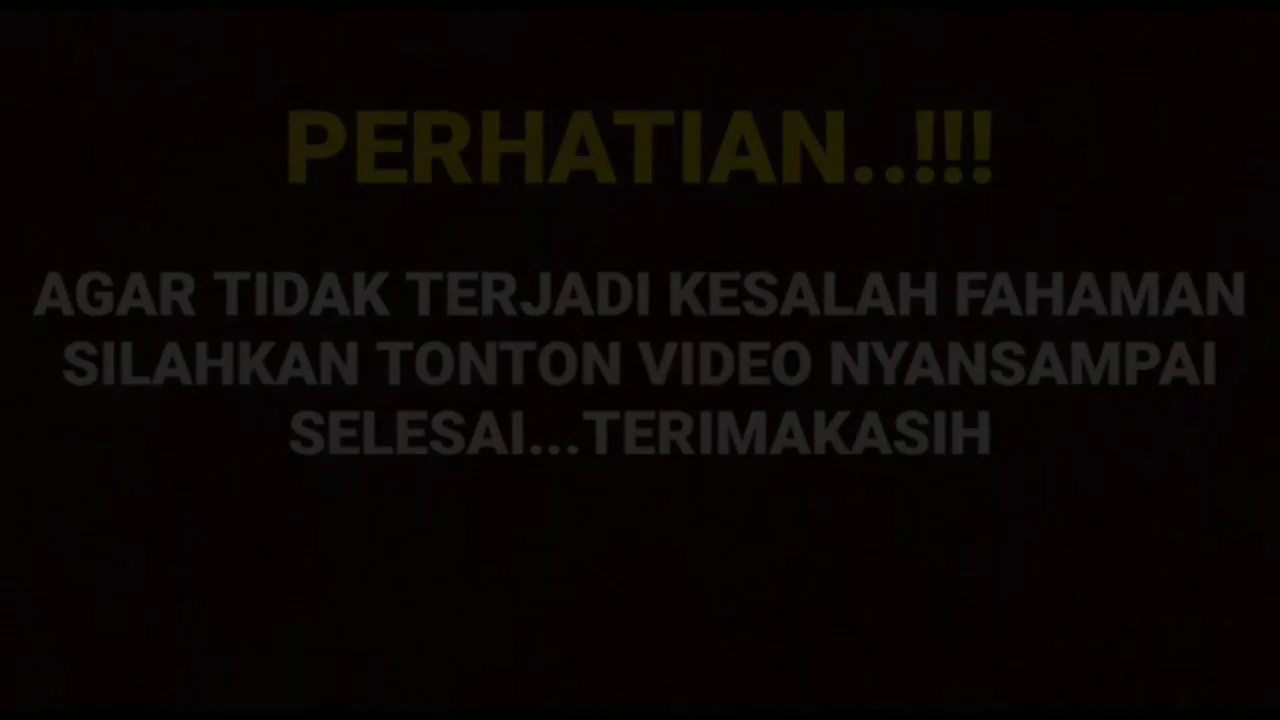 PERHATIAN..!!!
AGAR TIDAK TERJADI KESALAH FAHAMAN
SILAHKAN TONTON VIDEO NYANSAMPAI
SELESAI...TERIMAKASIH